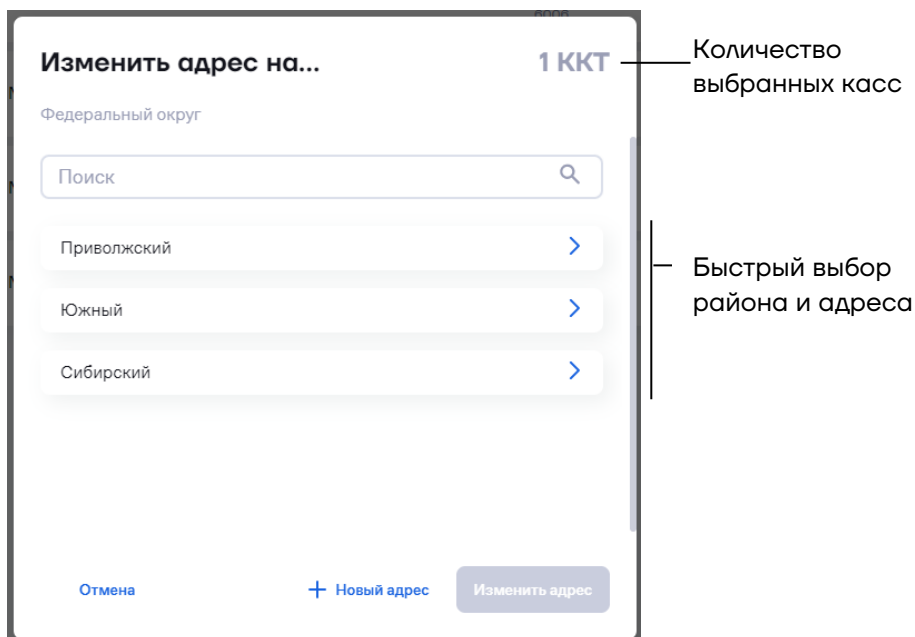 Изменить адрес на...
1 ККТ
Количество
выбранных касс
Федеральный округ
Поиск
Приволжский
Быстрый выбор
района и адреса
Южный
Сибирский
Отмена
+ Новый адрес
Изменить адрес